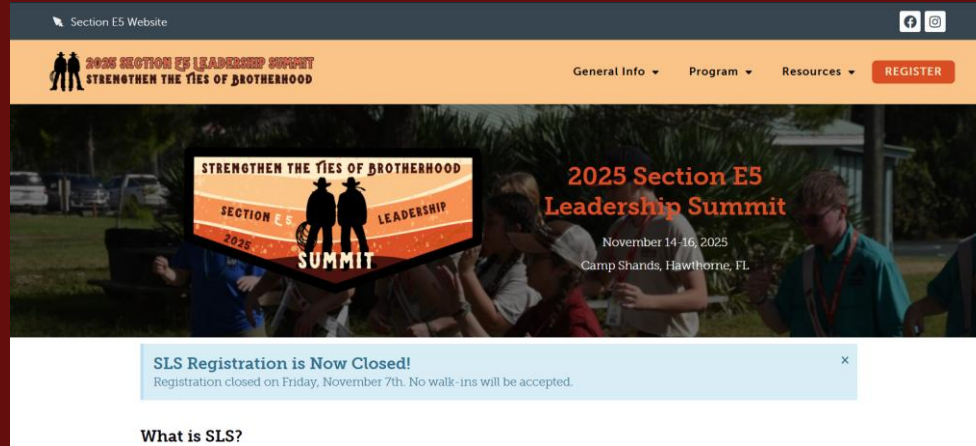 Section E5 Website
2025 SECTION E5 LEADERSHIP SUMMIT
STRENGTHEN THE TIES OF BROTHERHOOD
General Info
Program
Resources
REGISTER
STRENGTHEN THE TIES OF BROTHERHOOD
SECTION E5
LEADERSHIP
2025
SUMMIT
2025 Section E5
Leadership Summit
November 14-16, 2025
Camp Shands, Hawthorne, FL
SLS Registration is Now Closed!
Registration closed on Friday, November 7th. No walk-ins will be accepted.
What is SLS?